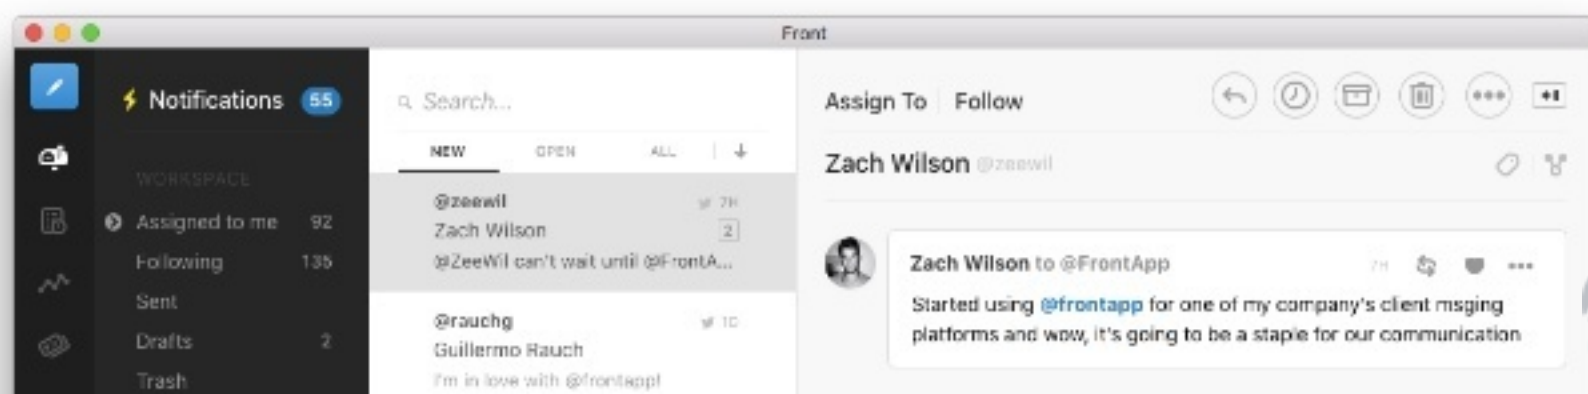 Front
Notifications 55
WORKSPACE
Assigned to me 92
Following 135
Sent
Drafts 2
Trash
Search...
NEW OPEN ALL
@zeewil 7H
Zach Wilson 2
@ZeeWil can't wait until @FrontA...
@rauchg 1D
Guillermo Rauch
I'm in love with @frontapp!
Assign To Follow
Zach Wilson @zeewil
Zach Wilson to @FrontApp 7H
Started using @frontapp for one of my company's client msging
platforms and wow, it's going to be a staple for our communication